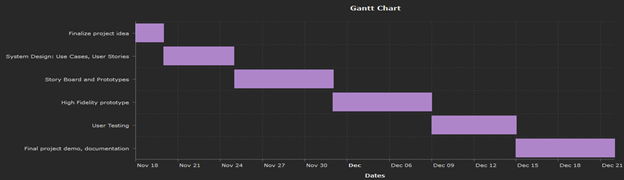 Gantt Chart
Finalize project idea
System Design: Use Cases, User Stories
Story Board and Prototypes
High Fidelity prototype
User Testing
Final project demo, documentation
Nov 18 Nov 21 Nov 24 Nov 27 Nov 30 Dec Dec 06 Dec 09 Dec 12 Dec 15 Dec 18 Dec 21
Dates